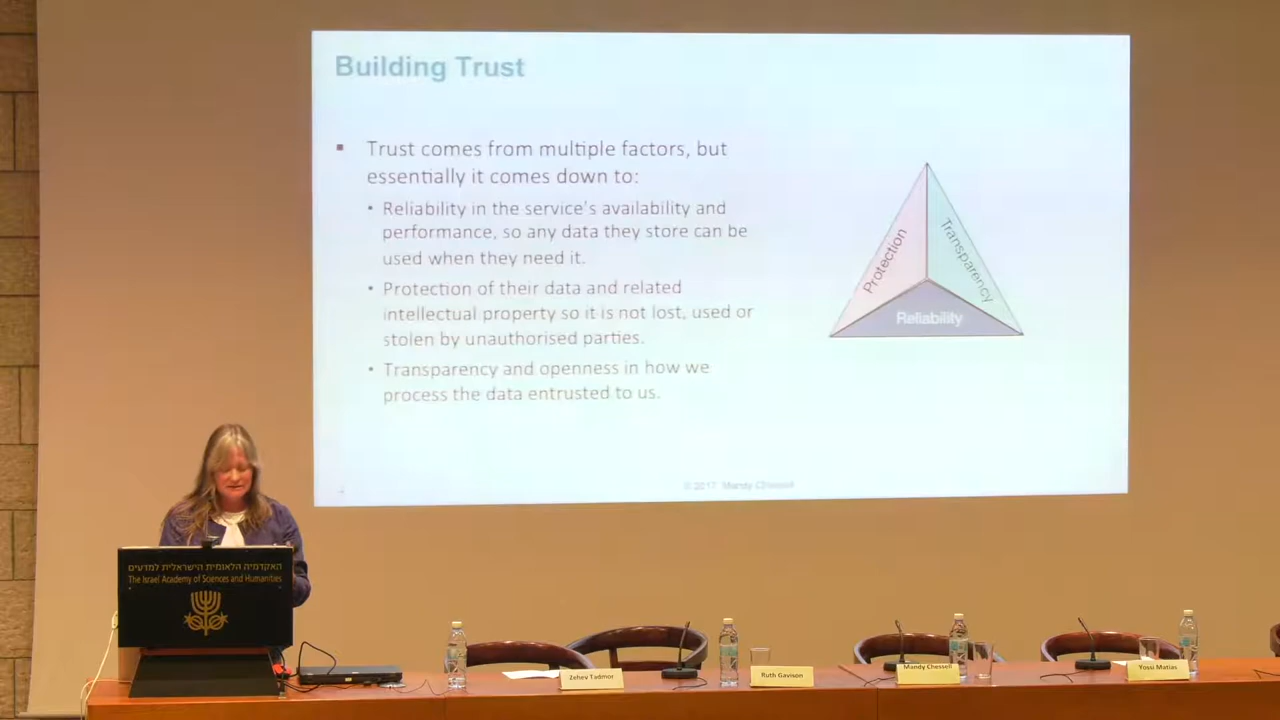 Building Trust
▪ Trust comes from multiple factors, but
essentially it comes down to:
• Reliability in the service's availability and
performance, so any data they store can be
used when they need it.
• Protection of their data and related
intellectual property so it is not lost, used or
stolen by unauthorised parties.
• Transparency and openness in how we
process the data entrusted to us.
Protection
Transparency
Reliability
© 2017 Mandy Chessell
האקדמיה הלאומית הישראלית למדעים
The Israel Academy of Sciences and Humanities
Zehev Tadmor
Ruth Gavison
Mandy Chessell
Yossi Matias